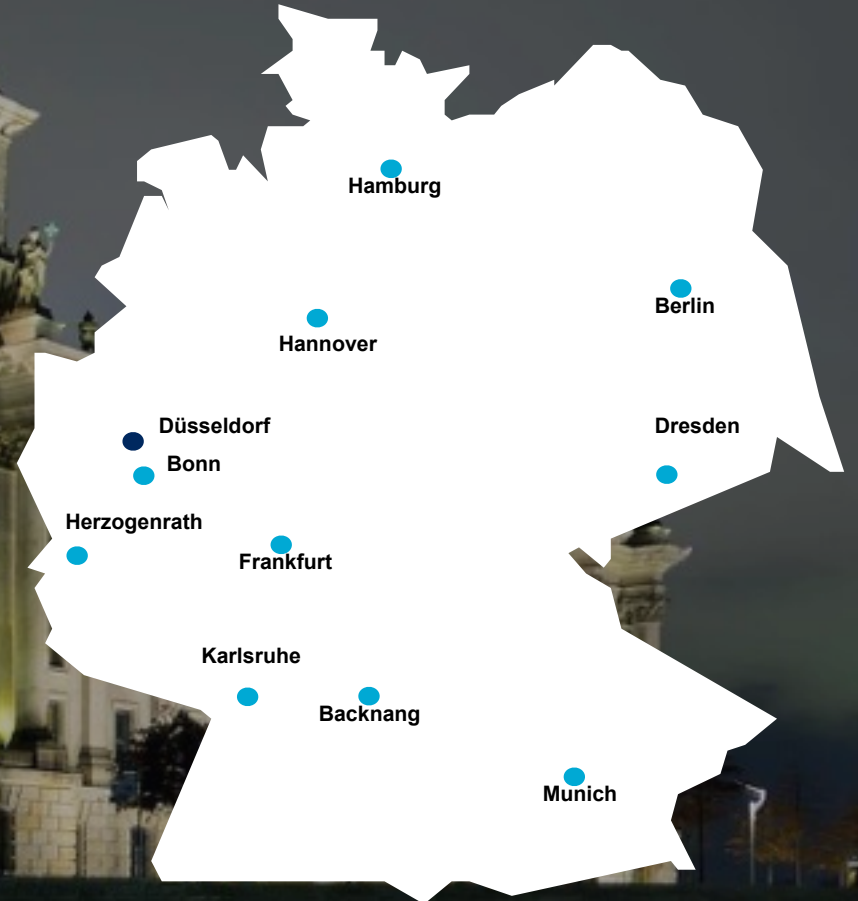 Hamburg
Berlin
Hannover
Düsseldorf
Dresden
Bonn
Herzogenrath
Frankfurt
Karlsruhe
Backnang
Munich